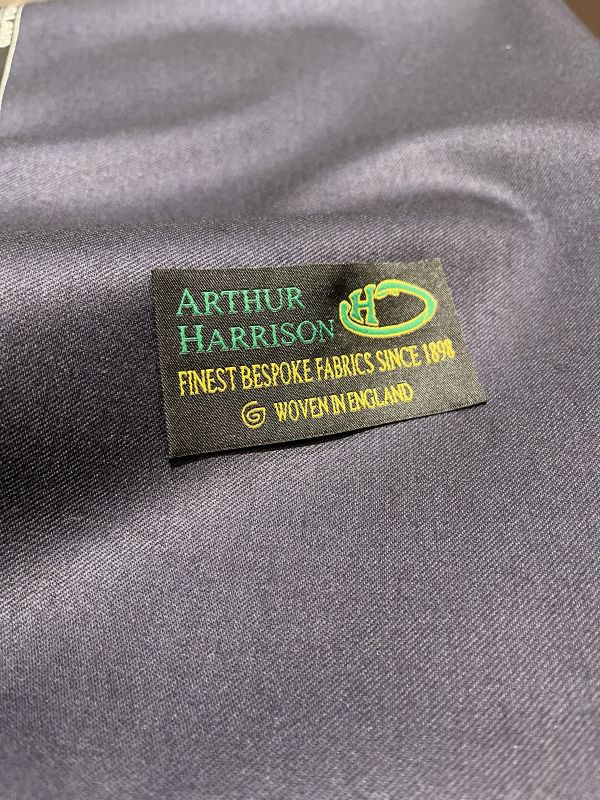 ARTHUR
HARRISON
H
FINEST BESPOKE FABRICS SINCE 1898
WOVEN IN ENGLAND